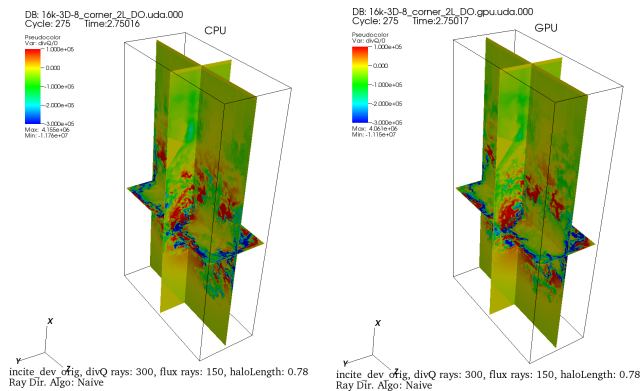 DB: 16k-3D-8_corner_2L_DO.uda.000
Cycle: 275 Time:2.75016
CPU
Pseudocolor
Var: divQ/0
1.000e+05
0.000
-1.000e+05
-2.000e+05
-3.000e+05
Max: 4.155e+06
Min: -1.176e+07
X
Y
Z
incite_dev_orig, divQ rays: 300, flux rays: 150, haloLength: 0.78
Ray Dir. Algo: Naive
DB: 16k-3D-8_corner_2L_DO.gpu.uda.000
Cycle: 275 Time:2.75017
GPU
Pseudocolor
Var: divQ/0
1.000e+05
0.000
-1.000e+05
-2.000e+05
-3.000e+05
Max: 4.061e+06
Min: -1.115e+07
X
Y
Z
incite_dev_orig, divQ rays: 300, flux rays: 150, haloLength: 0.78
Ray Dir. Algo: Naive